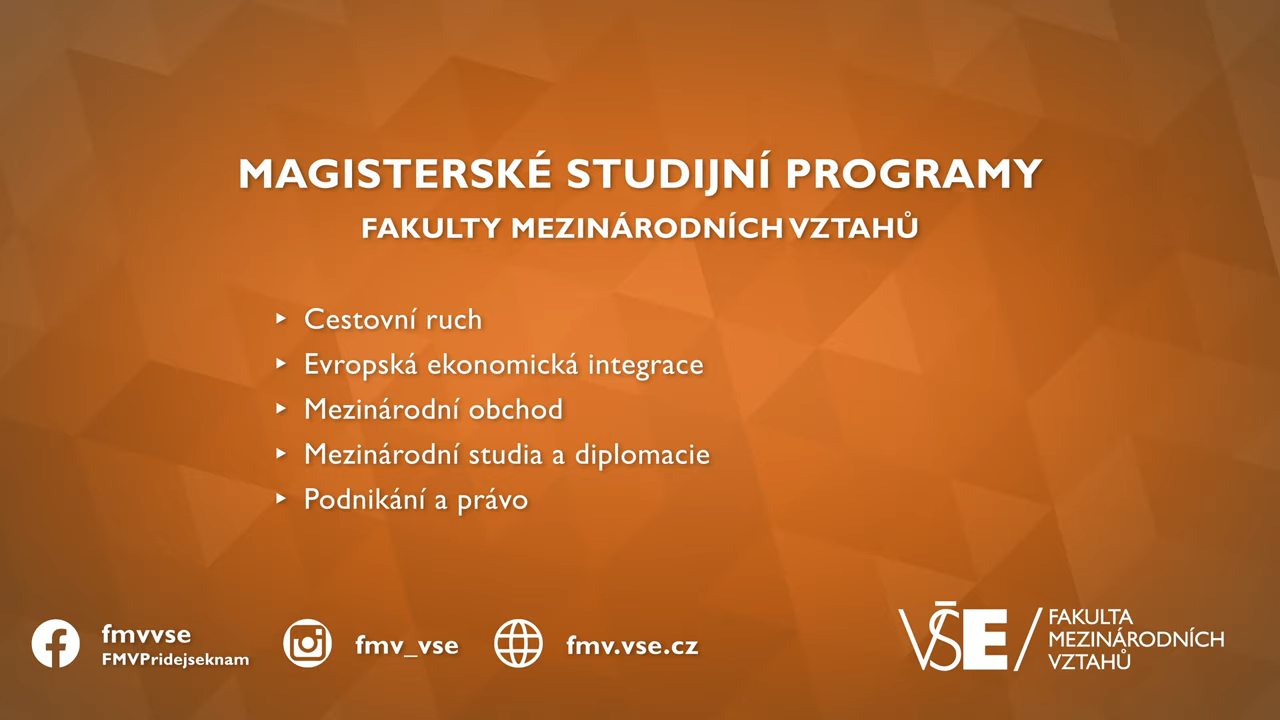 MAGISTERSKÉ STUDIJNÍ PROGRAMY
FAKULTY MEZINÁRODNÍCH VZTAHŮ
‣ Cestovní ruch
‣ Evropská ekonomická integrace
‣ Mezinárodní obchod
‣ Mezinárodní studia a diplomacie
‣ Podnikání a právo
fmvvse
FMVPridejseknam
fmv_vse
fmv.vse.cz
VŠE / FAKULTA
MEZINÁRODNÍCH
VZTAHŮ